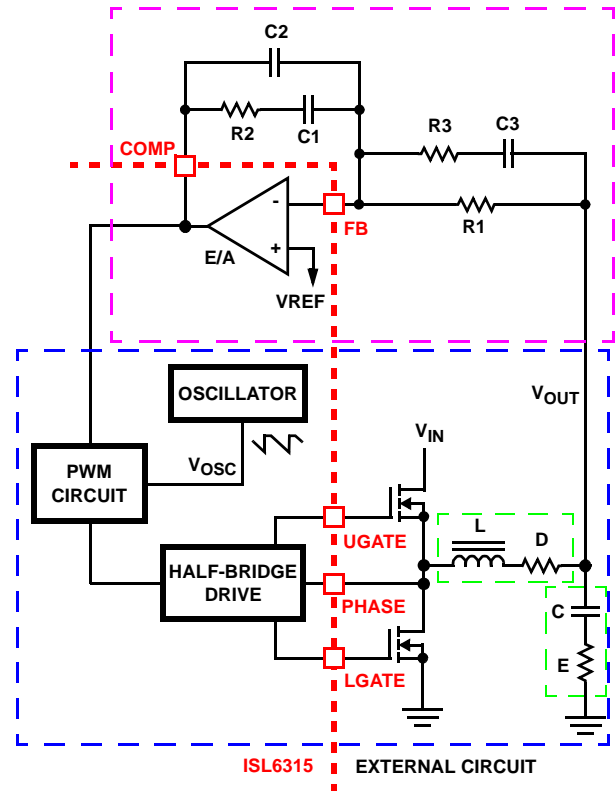 C2
R2
C1
R3
C3
COMP
R1
-
+
FB
E/A
VREF
VOUT
OSCILLATOR
VIN
PWM
CIRCUIT
VOSC
L
D
UGATE
HALF-BRIDGE
DRIVE
PHASE
C
E
LGATE
ISL6315
EXTERNAL CIRCUIT